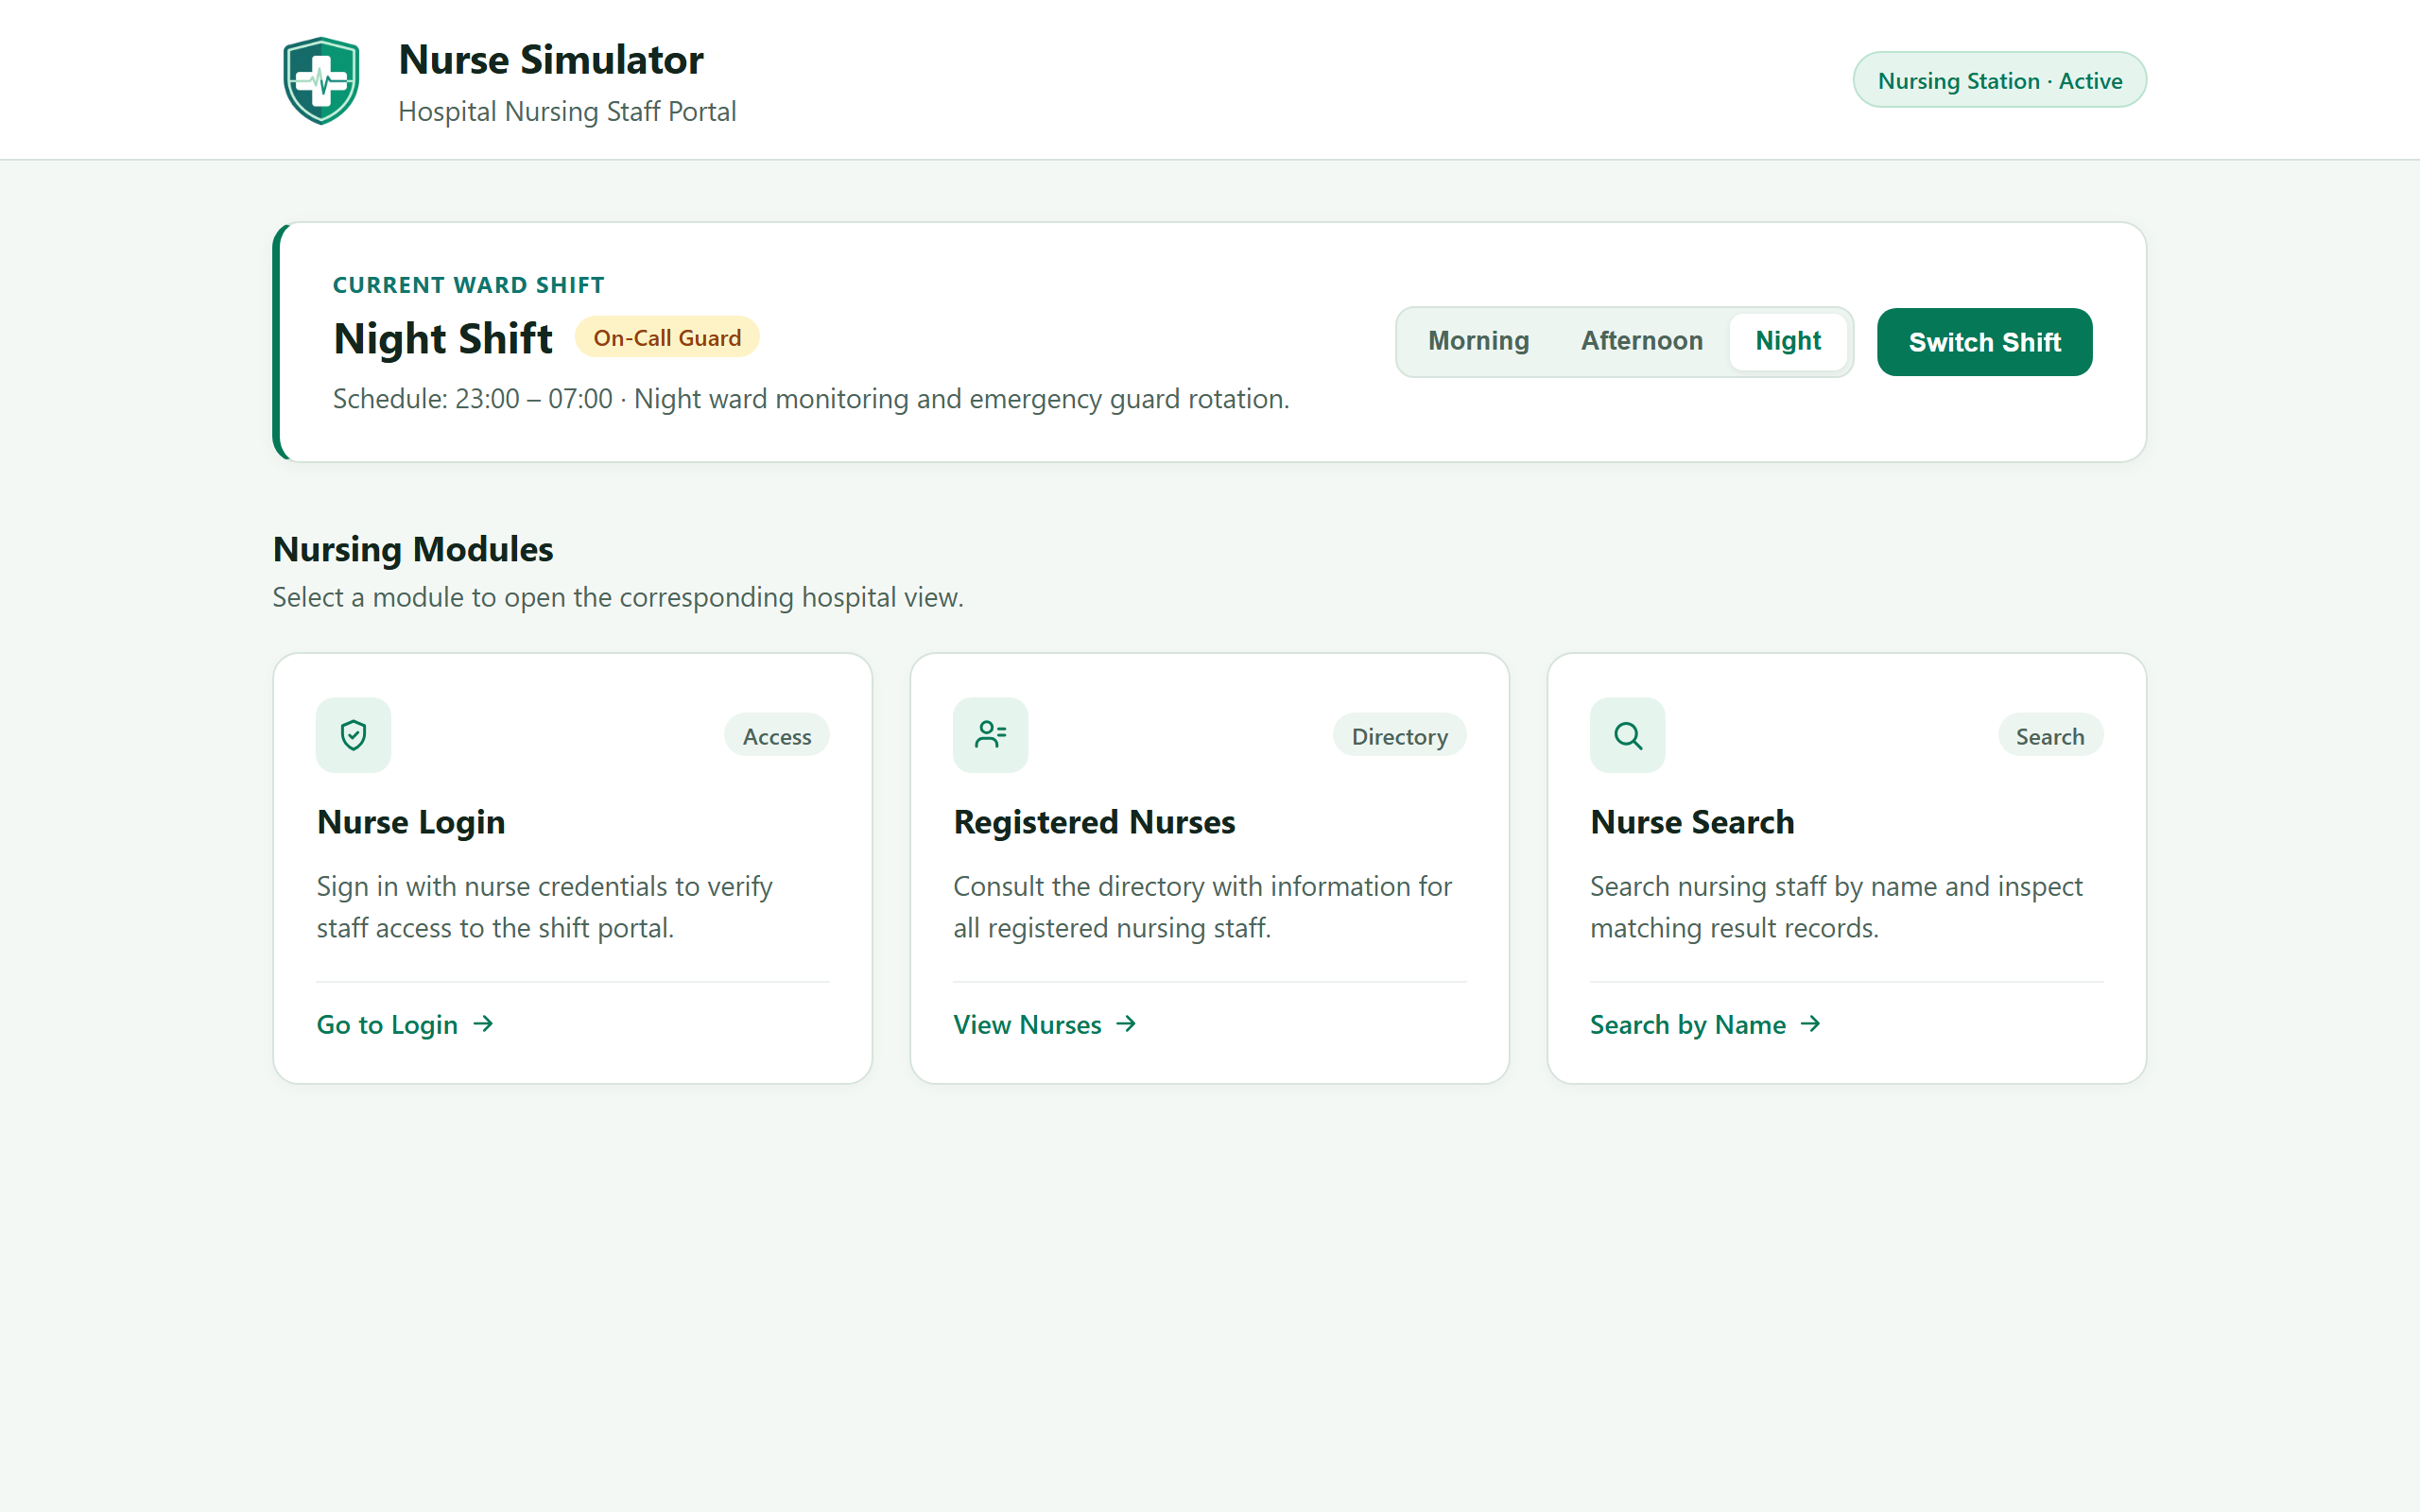 Nurse Simulator
Hospital Nursing Staff Portal
Nursing Station · Active
CURRENT WARD SHIFT
Night Shift
On-Call Guard
Schedule: 23:00 – 07:00 · Night ward monitoring and emergency guard rotation.
Morning
Afternoon
Night
Switch Shift
Nursing Modules
Select a module to open the corresponding hospital view.
Access
Nurse Login
Sign in with nurse credentials to verify
staff access to the shift portal.
Go to Login →
Directory
Registered Nurses
Consult the directory with information for
all registered nursing staff.
View Nurses →
Search
Nurse Search
Search nursing staff by name and inspect
matching result records.
Search by Name →